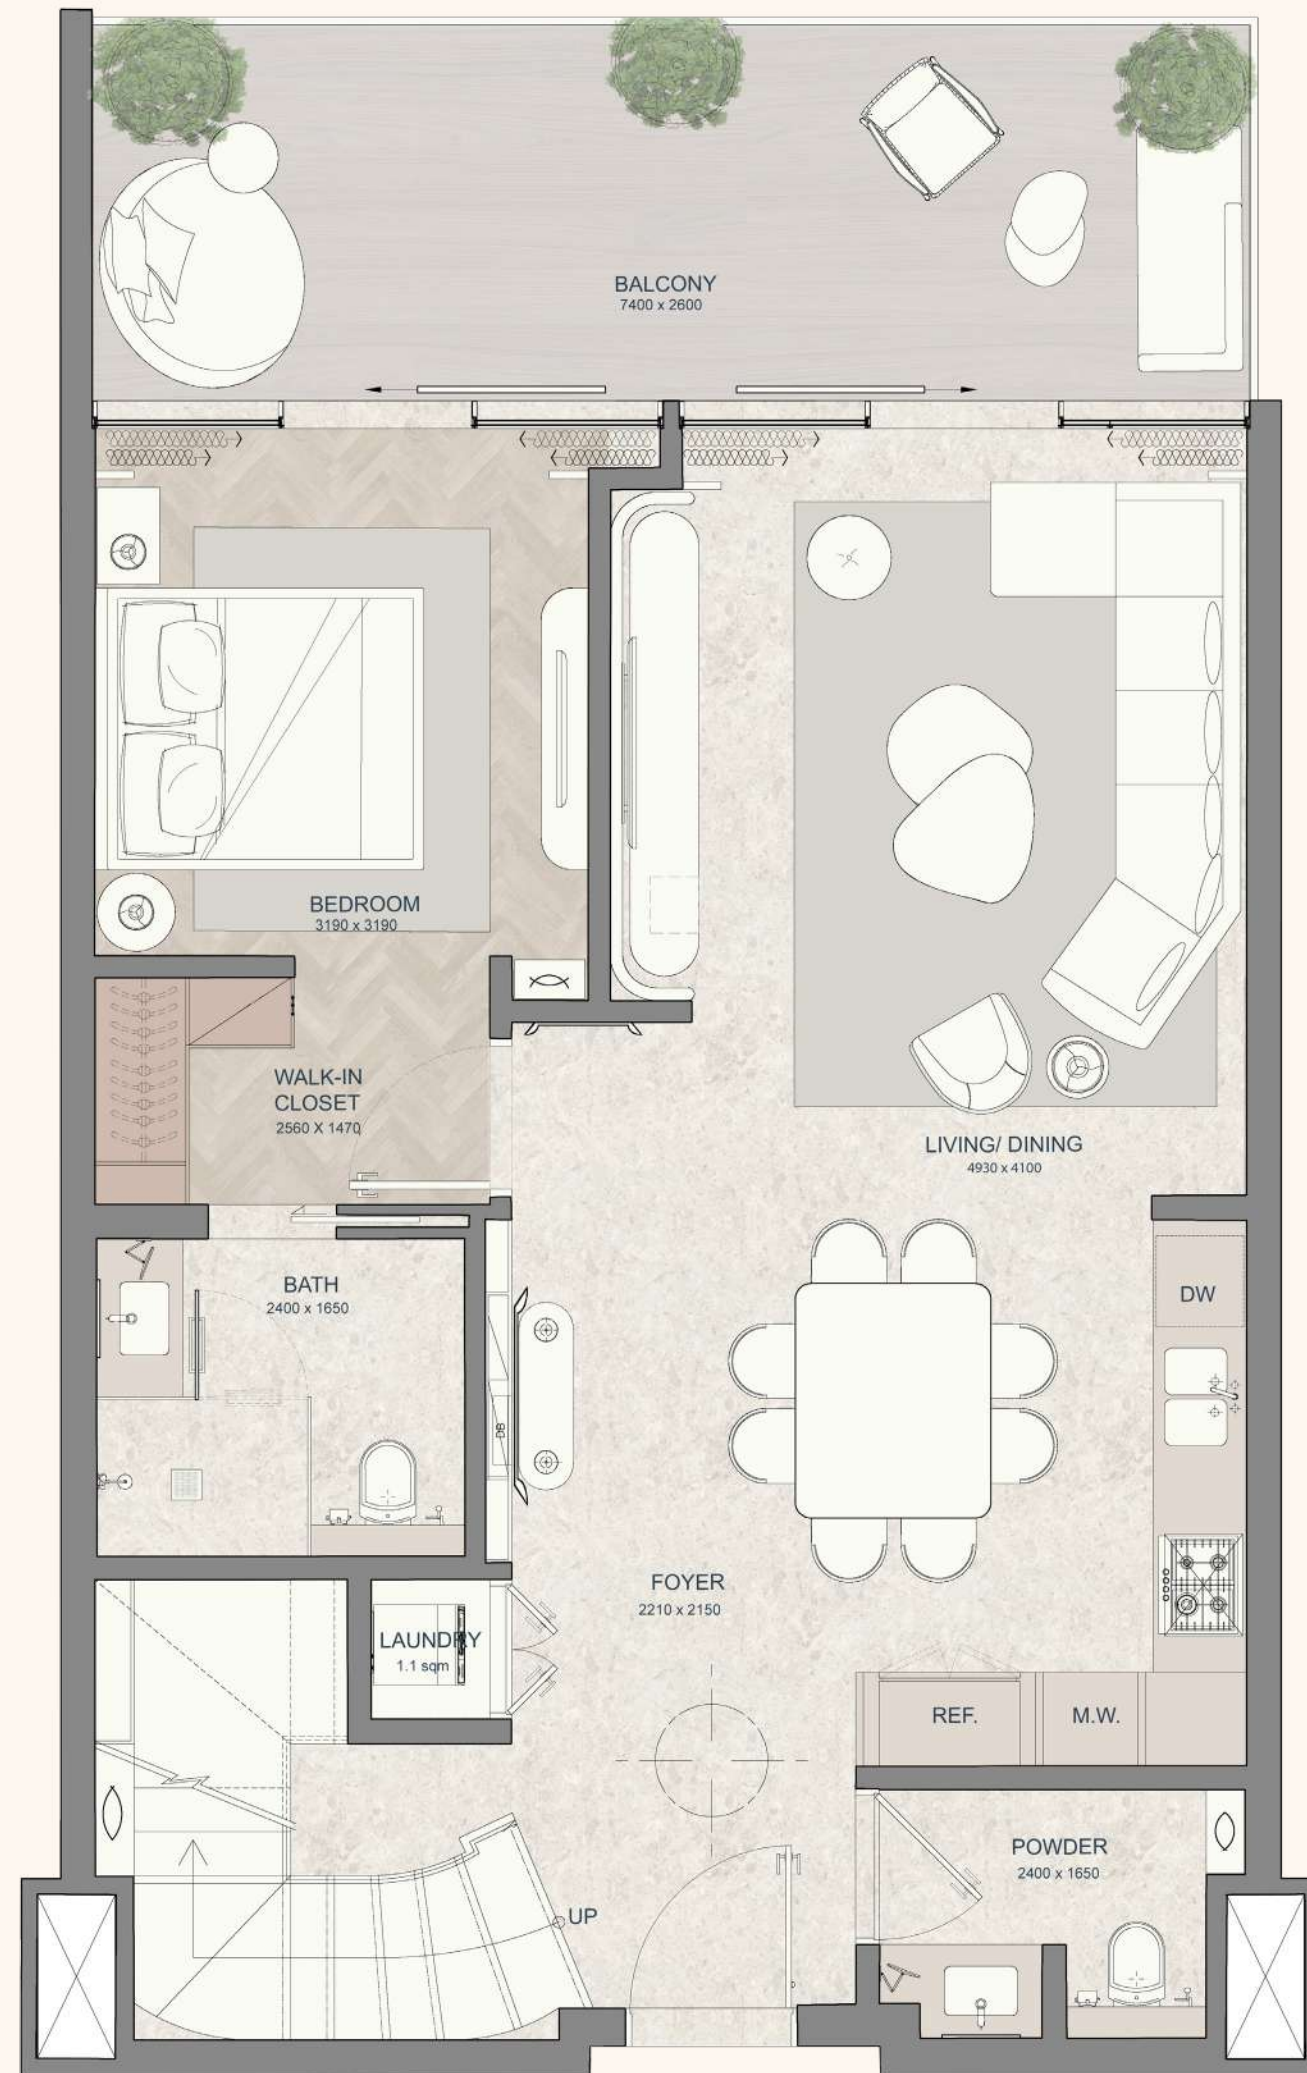 BALCONY
7400 x 2600
BEDROOM
3190 x 3190
WALK-IN
CLOSET
2560 X 1470
LIVING/ DINING
4930 x 4100
BATH
2400 x 1650
DW
DB
FOYER
2210 x 2150
LAUNDRY
1.1 sqm
REF.
M.W.
POWDER
2400 x 1650
UP